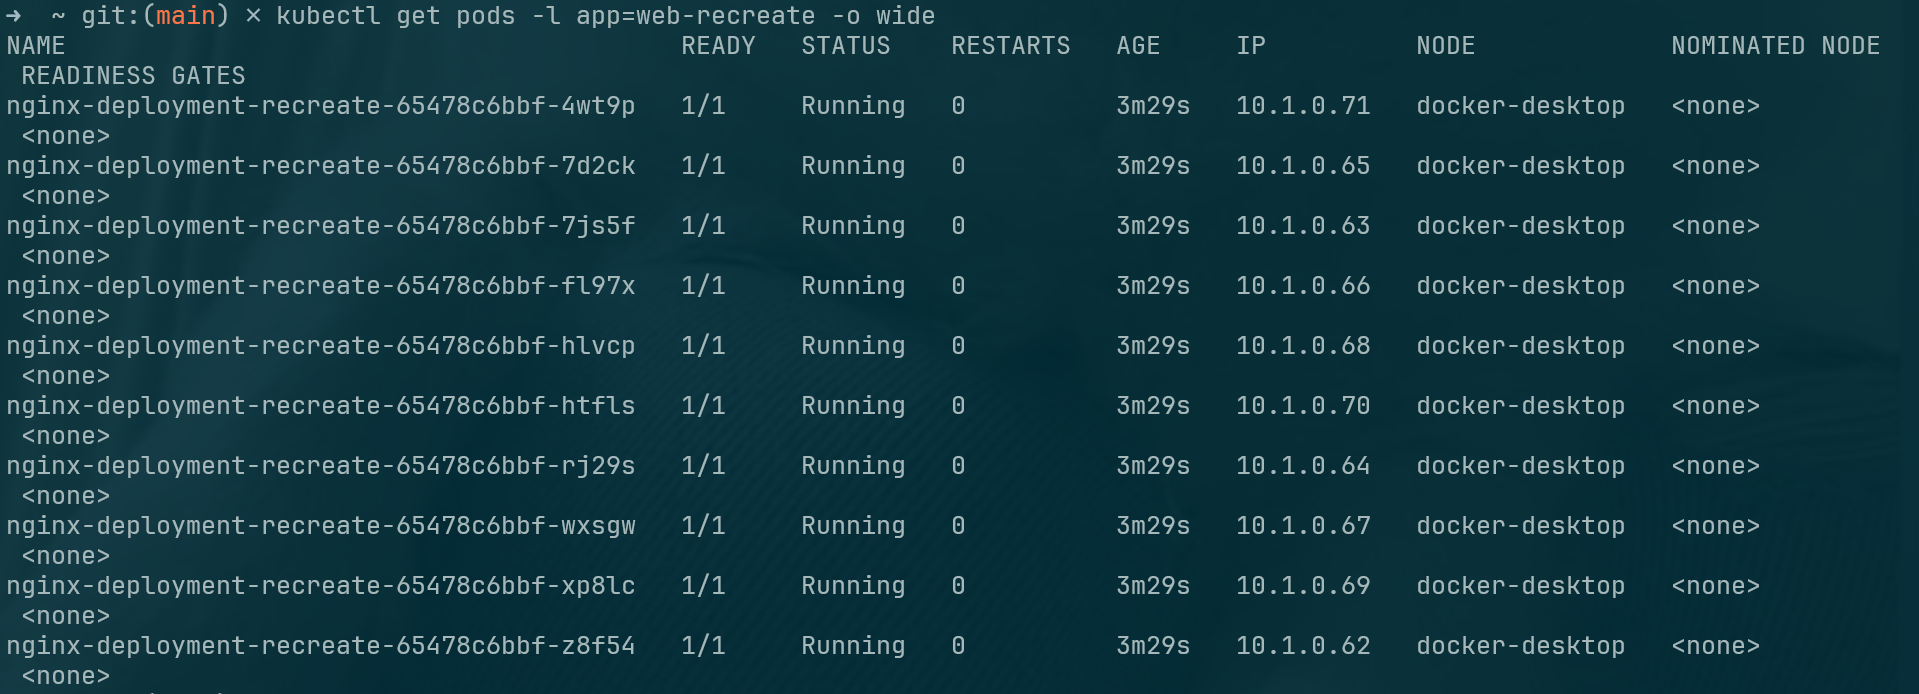 ➜  ~ git:(main) ✕ kubectl get pods -l app=web-recreate -o wide
NAME                                         READY   STATUS    RESTARTS   AGE     IP          NODE             NOMINATED NODE
 READINESS GATES
nginx-deployment-recreate-65478c6bbf-4wt9p   1/1     Running   0          3m29s   10.1.0.71   docker-desktop   <none>
 <none>
nginx-deployment-recreate-65478c6bbf-7d2ck   1/1     Running   0          3m29s   10.1.0.65   docker-desktop   <none>
 <none>
nginx-deployment-recreate-65478c6bbf-7js5f   1/1     Running   0          3m29s   10.1.0.63   docker-desktop   <none>
 <none>
nginx-deployment-recreate-65478c6bbf-fl97x   1/1     Running   0          3m29s   10.1.0.66   docker-desktop   <none>
 <none>
nginx-deployment-recreate-65478c6bbf-hlvcp   1/1     Running   0          3m29s   10.1.0.68   docker-desktop   <none>
 <none>
nginx-deployment-recreate-65478c6bbf-htfls   1/1     Running   0          3m29s   10.1.0.70   docker-desktop   <none>
 <none>
nginx-deployment-recreate-65478c6bbf-rj29s   1/1     Running   0          3m29s   10.1.0.64   docker-desktop   <none>
 <none>
nginx-deployment-recreate-65478c6bbf-wxsgw   1/1     Running   0          3m29s   10.1.0.67   docker-desktop   <none>
 <none>
nginx-deployment-recreate-65478c6bbf-xp8lc   1/1     Running   0          3m29s   10.1.0.69   docker-desktop   <none>
 <none>
nginx-deployment-recreate-65478c6bbf-z8f54   1/1     Running   0          3m29s   10.1.0.62   docker-desktop   <none>
 <none>